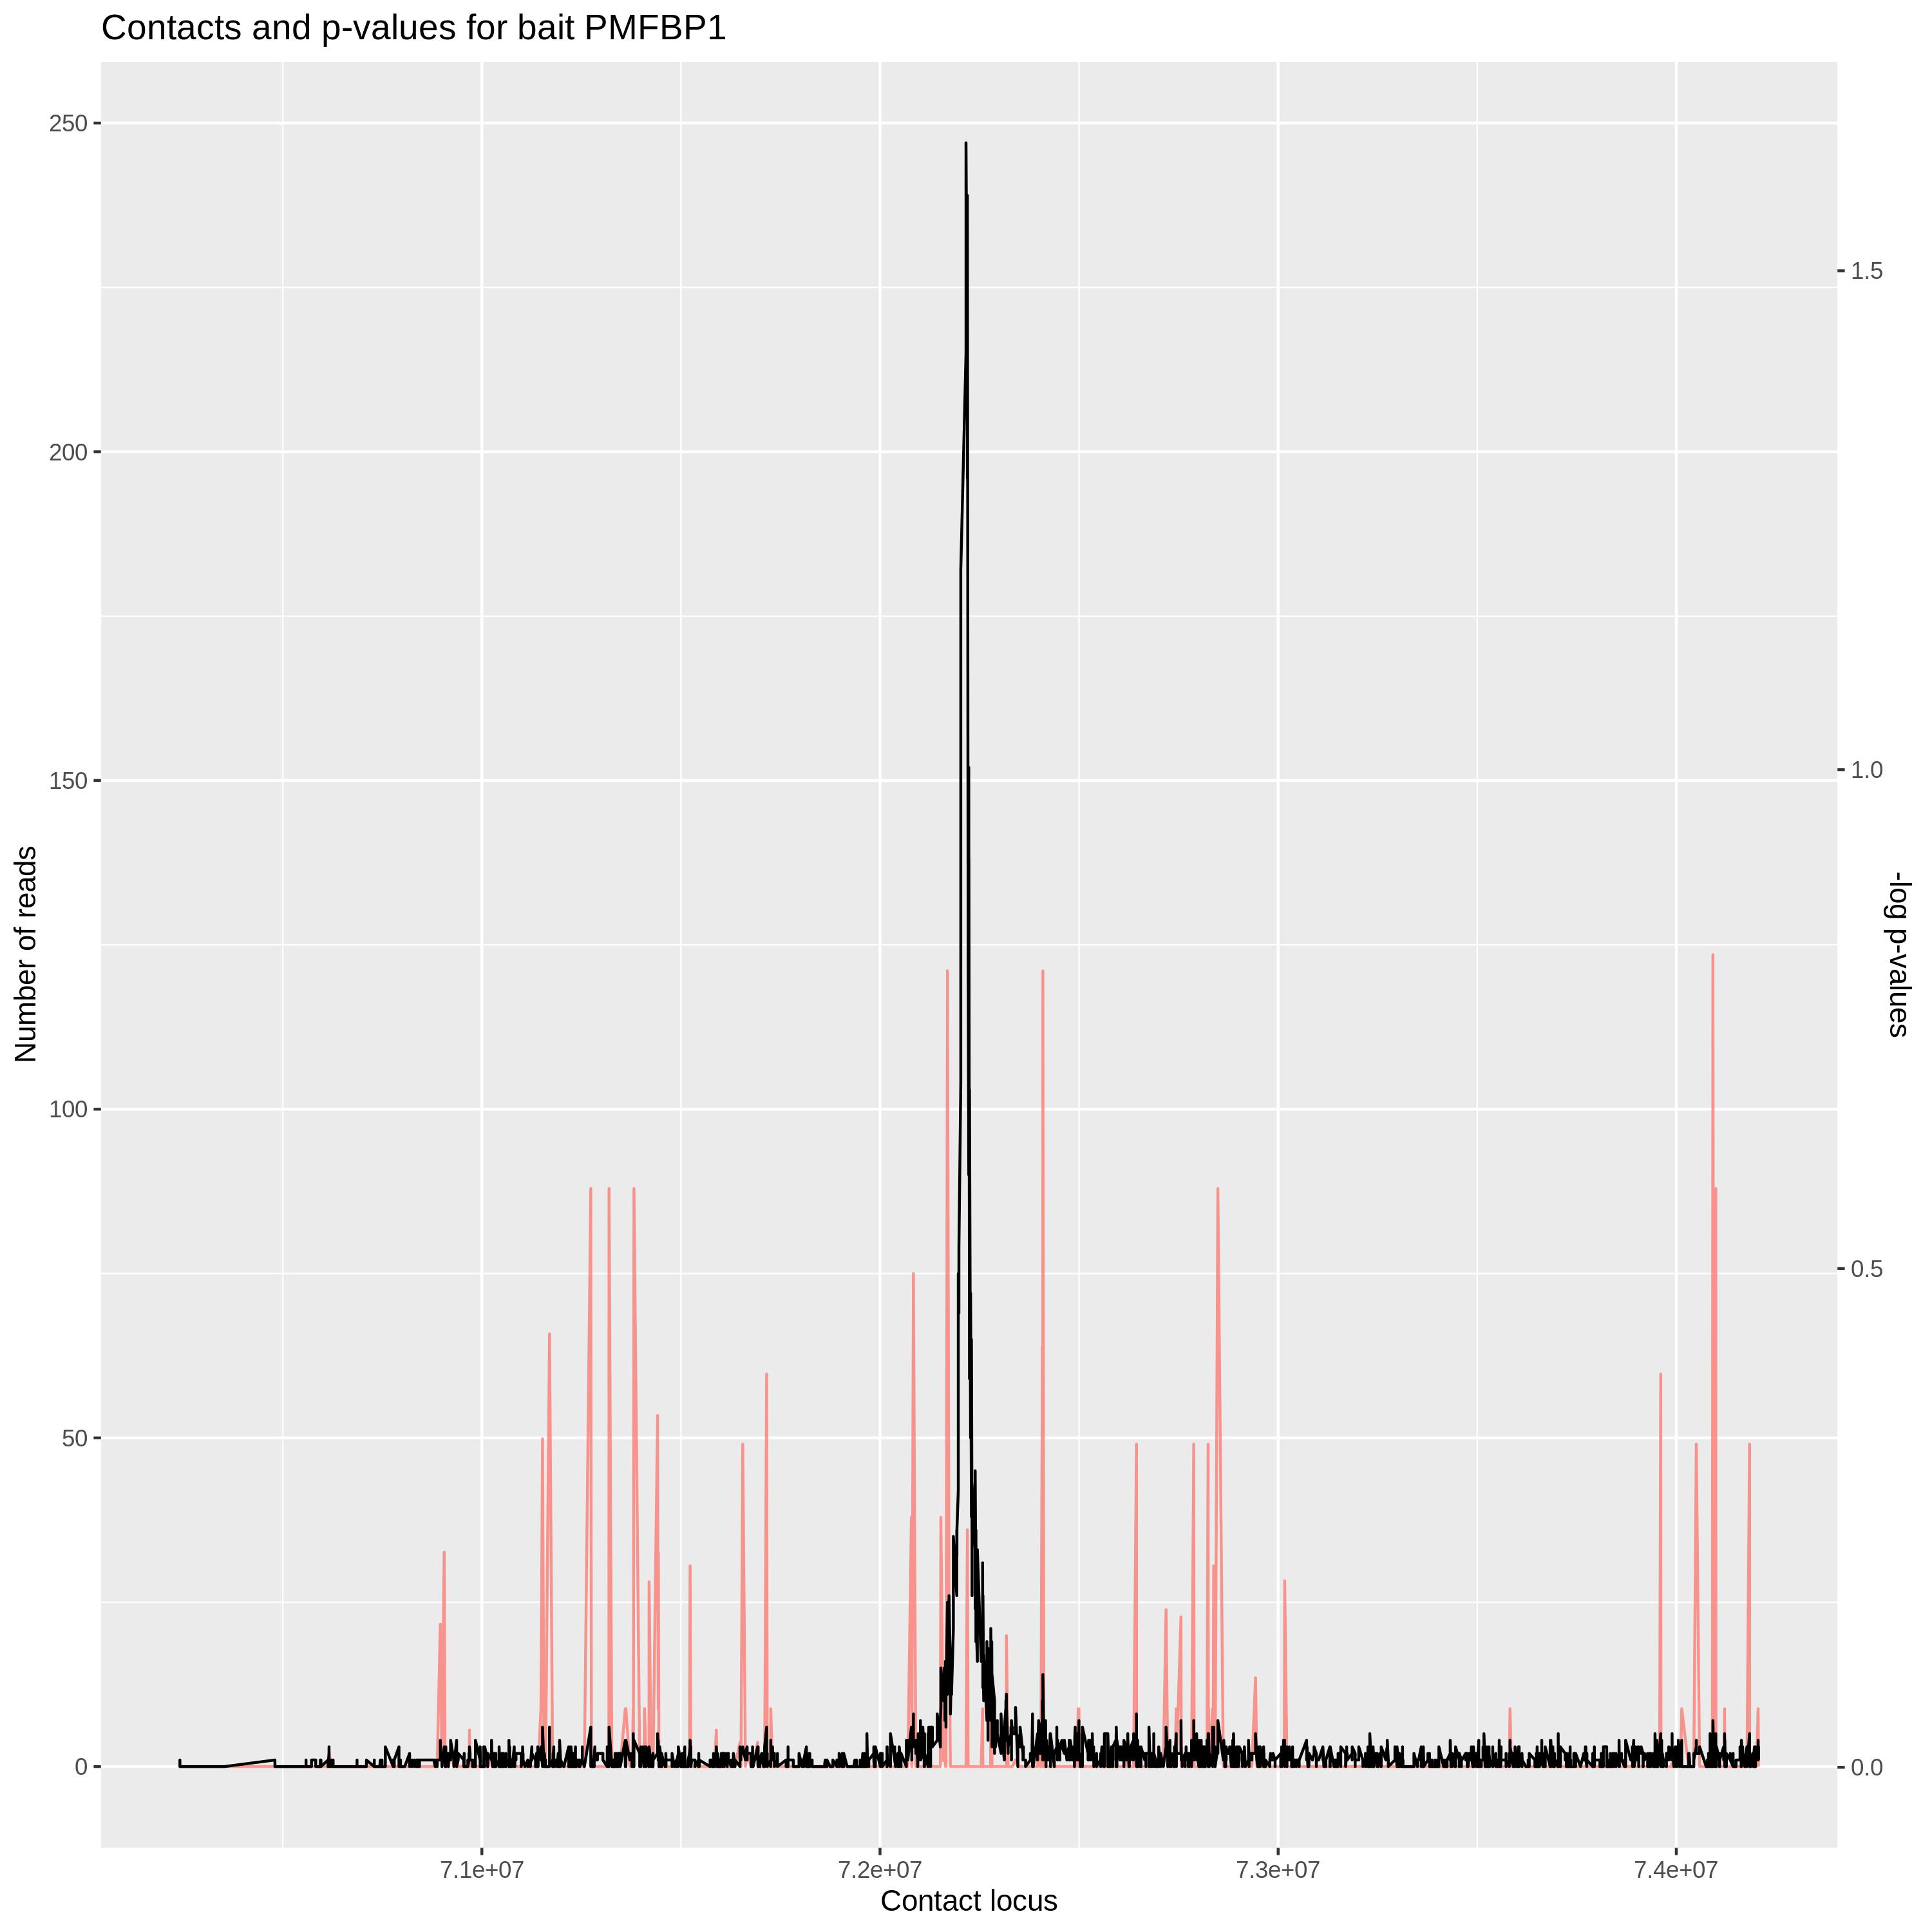 Contacts and p-values for bait PMFBP1
250
200
150
100
50
0
Number of reads
1.5
1.0
0.5
0.0
-log p-values
7.1e+07
7.2e+07
7.3e+07
7.4e+07
Contact locus